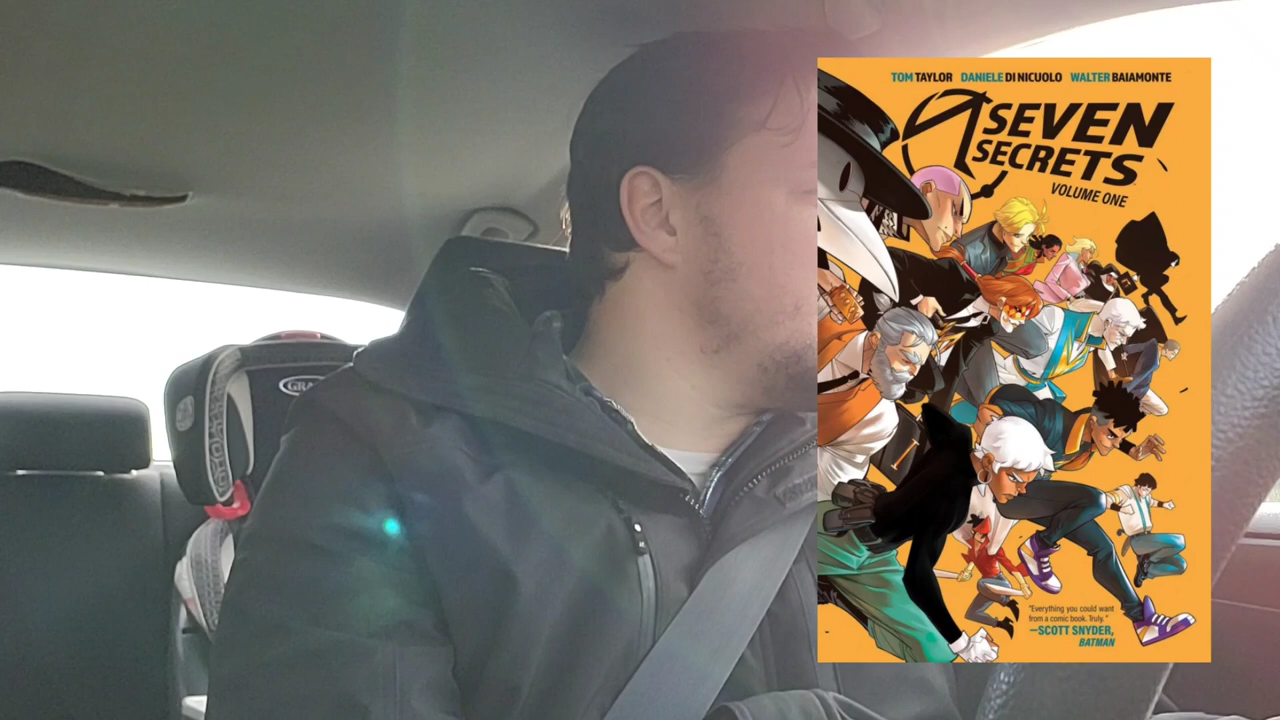 TOM TAYLOR DANIELE DI NICUOLO WALTER BAIAMONTE
SEVEN
SECRETS
VOLUME ONE
"Everything you could want
from a comic book. Truly."
—SCOTT SNYDER,
BATMAN